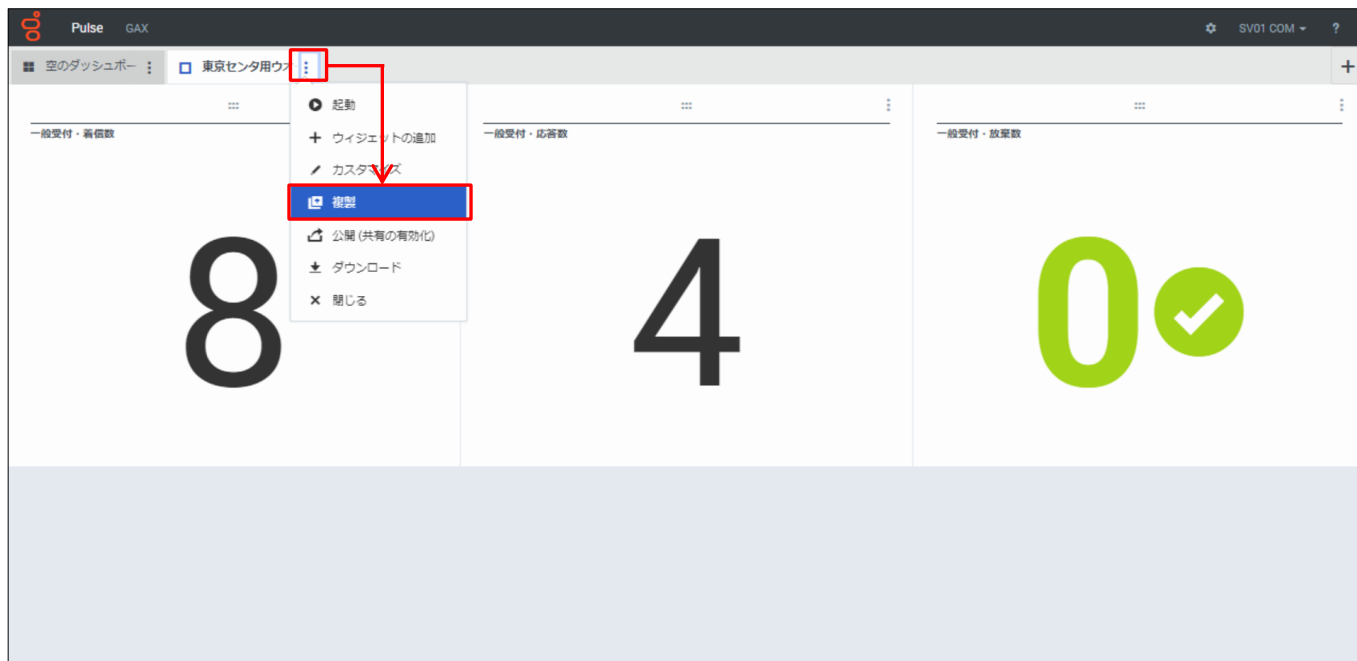 Pulse GAX SV01 COM ?
空のダッシュボー 東京センタ用ウォ +
一般受付・着信数
起動
ウィジェットの追加
カスタマイズ
複製
公開 (共有の有効化)
ダウンロード
閉じる
8
一般受付・応答数
4
一般受付・放棄数
0